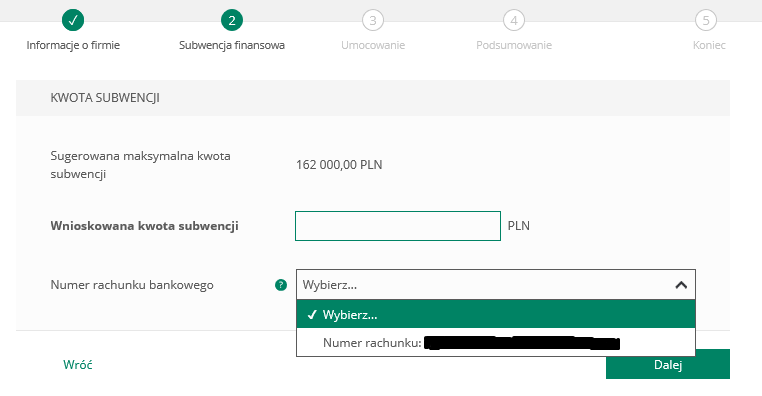 ✓ 2 3 4 5
Informacje o firmie Subwencja finansowa Umocowanie Podsumowanie Koniec
KWOTA SUBWENCJI
Sugerowana maksymalna kwota
subwencji
162 000,00 PLN
Wnioskowana kwota subwencji PLN
Numer rachunku bankowego ? Wybierz...
✓ Wybierz...
Numer rachunku:
Wróć Dalej